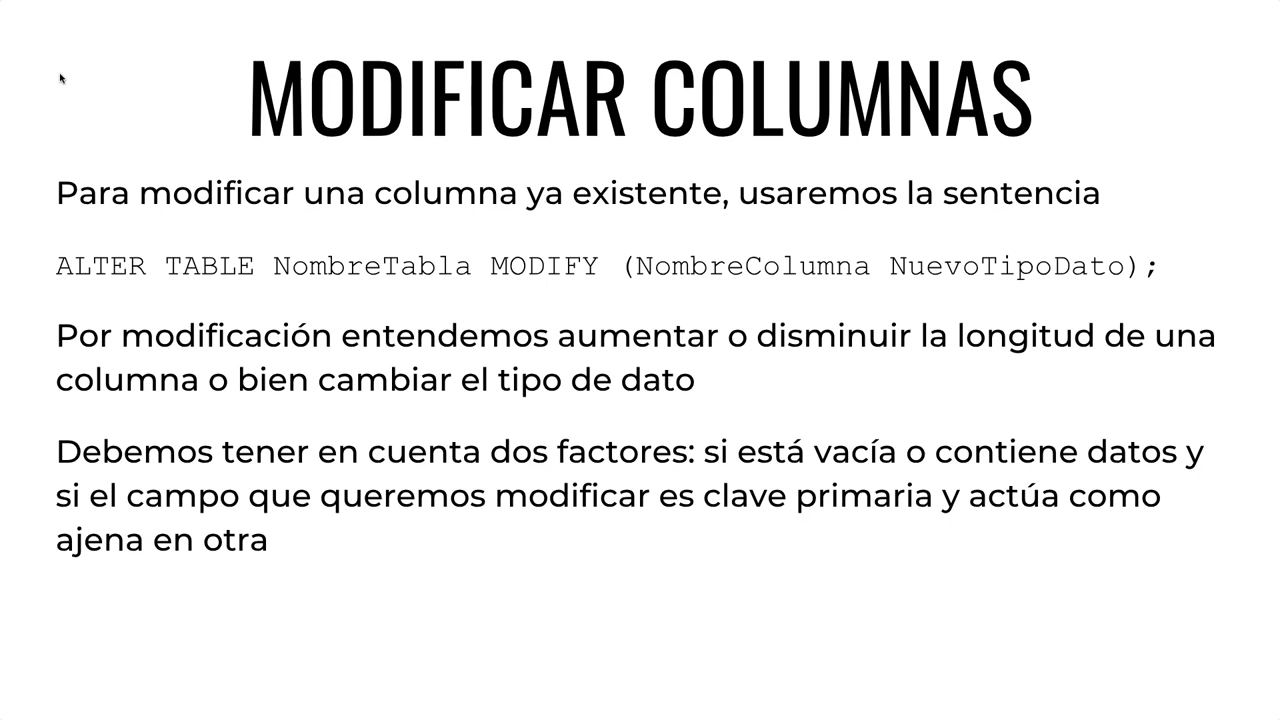 MODIFICAR COLUMNAS
Para modificar una columna ya existente, usaremos la sentencia
ALTER TABLE NombreTabla MODIFY (NombreColumna NuevoTipoDato);
Por modificación entendemos aumentar o disminuir la longitud de una
columna o bien cambiar el tipo de dato
Debemos tener en cuenta dos factores: si está vacía o contiene datos y
si el campo que queremos modificar es clave primaria y actúa como
ajena en otra